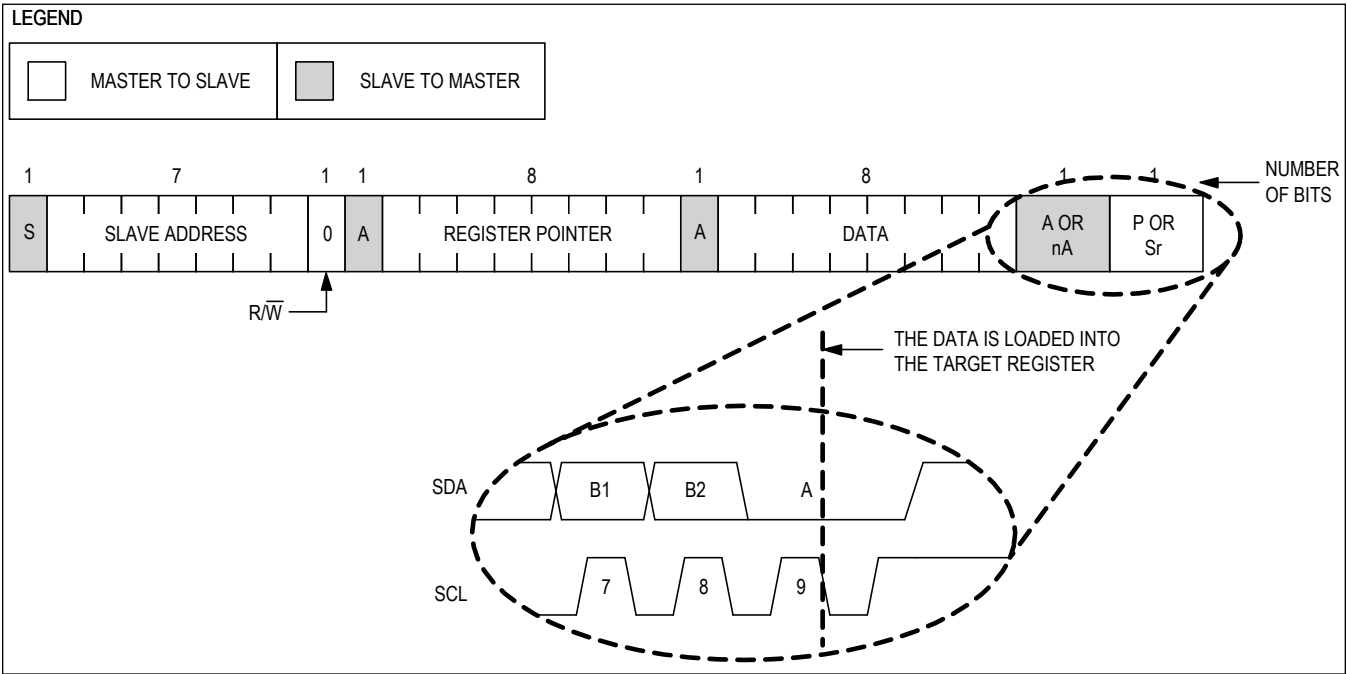 LEGEND
MASTER TO SLAVE
SLAVE TO MASTER
1 7 1 1 8 1 8 1 1
NUMBER
OF BITS
S SLAVE ADDRESS 0 A REGISTER POINTER A DATA A OR
nA P OR
Sr
R/W̅
THE DATA IS LOADED INTO
THE TARGET REGISTER
SDA B1 B2 A
SCL 7 8 9